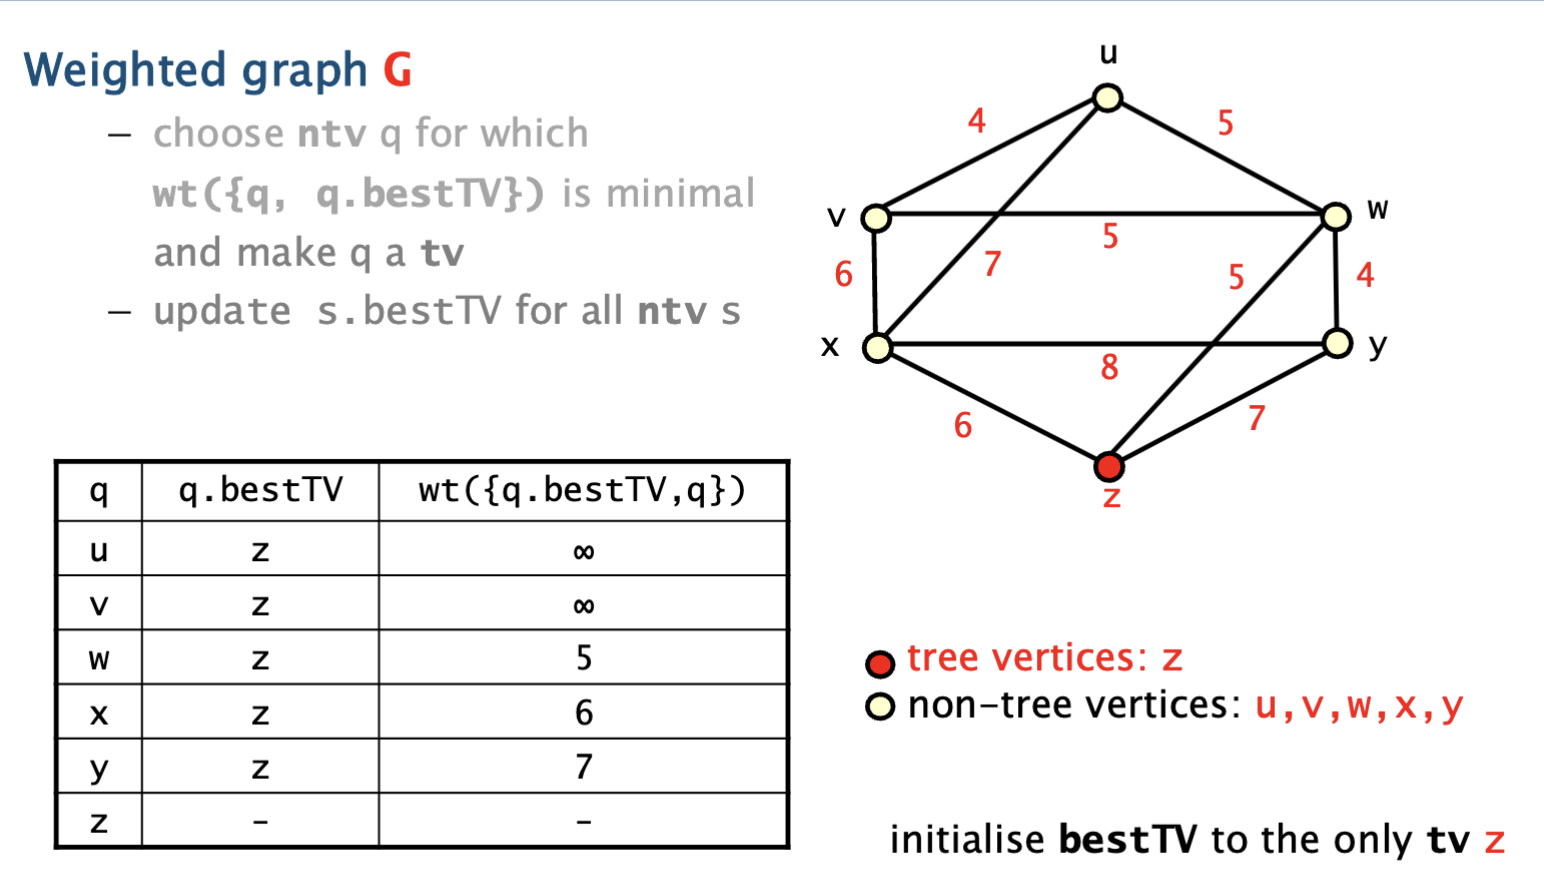 Weighted graph G
– choose ntv q for which
wt({q, q.bestTV}) is minimal
and make q a tv
– update s.bestTV for all ntv s
u
4
5
v
w
5
6
7
5
4
x
y
8
6
7
z
q q.bestTV wt({q.bestTV,q})
u z ∞
v z ∞
w z 5
x z 6
y z 7
z - -
tree vertices: z
non-tree vertices: u,v,w,x,y
initialise bestTV to the only tv z